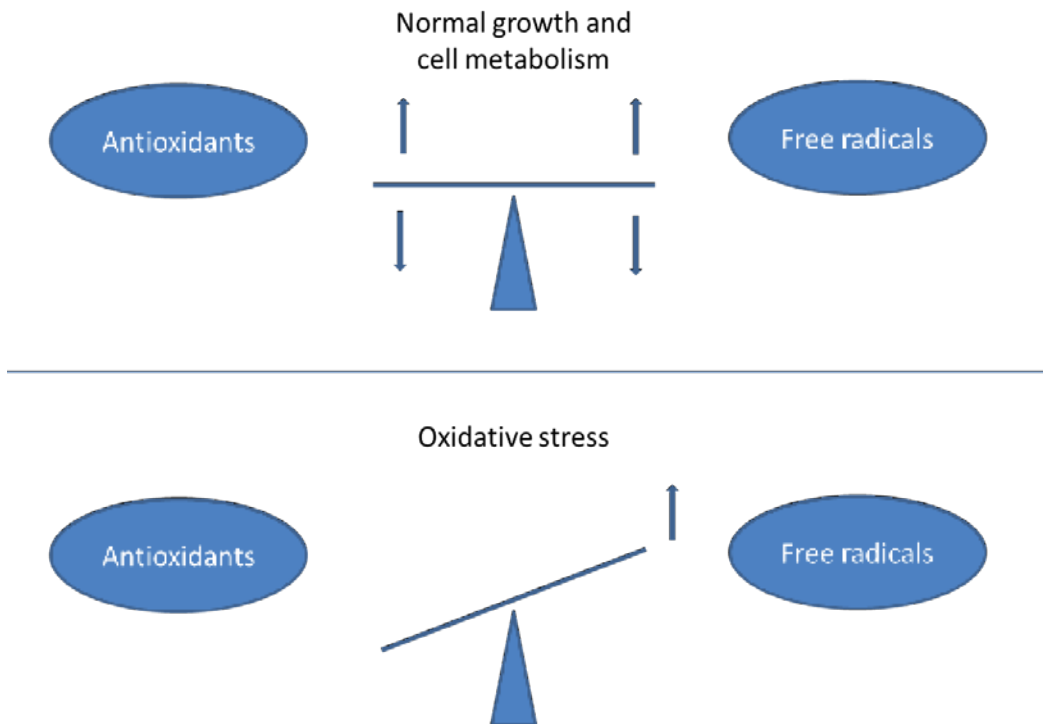 Normal growth and
cell metabolism
Antioxidants
Free radicals
Oxidative stress
Antioxidants
Free radicals